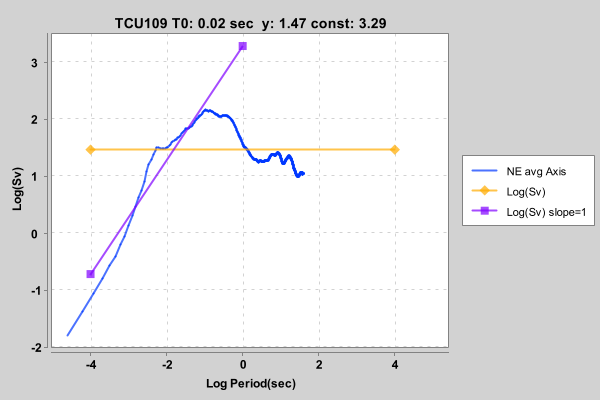 TCU109 T0: 0.02 sec  y: 1.47 const: 3.29
3
2
1
0
-1
-2
Log(Sv)
-4
-2
0
2
4
Log Period(sec)
NE avg Axis
Log(Sv)
Log(Sv) slope=1